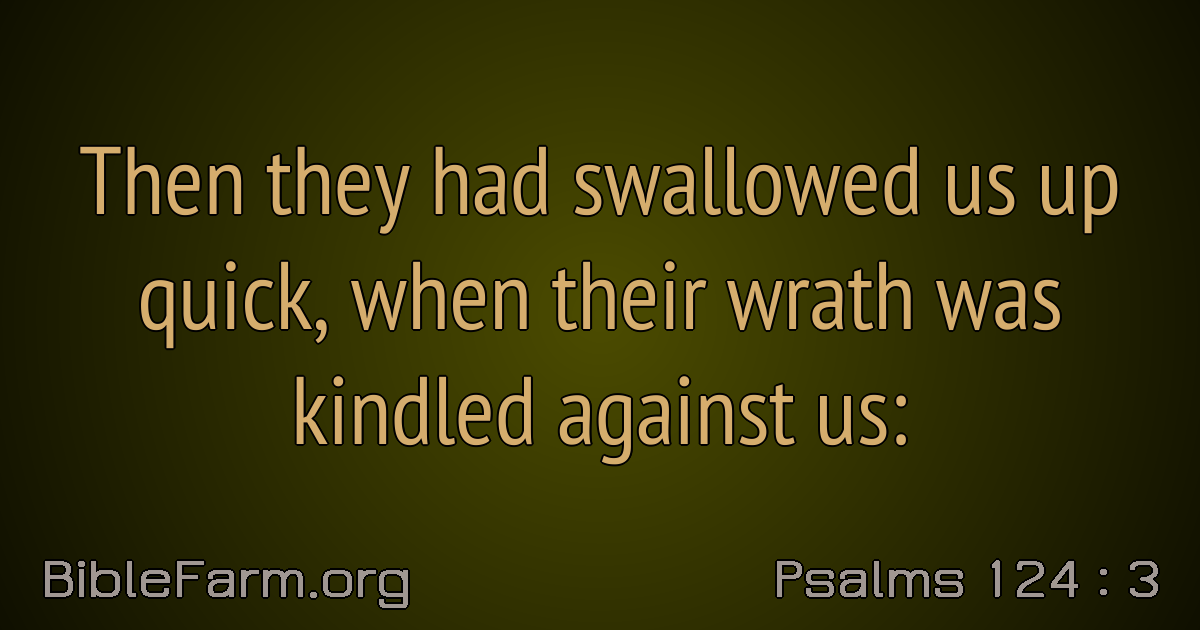 Then they had swallowed us up
quick, when their wrath was
kindled against us:
BibleFarm.org
Psalms 124 : 3